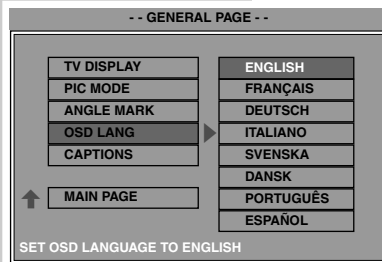 - - GENERAL PAGE - -
TV DISPLAY
PIC MODE
ANGLE MARK
OSD LANG
CAPTIONS
MAIN PAGE
ENGLISH
FRANÇAIS
DEUTSCH
ITALIANO
SVENSKA
DANSK
PORTUGUÊS
ESPAÑOL
SET OSD LANGUAGE TO ENGLISH